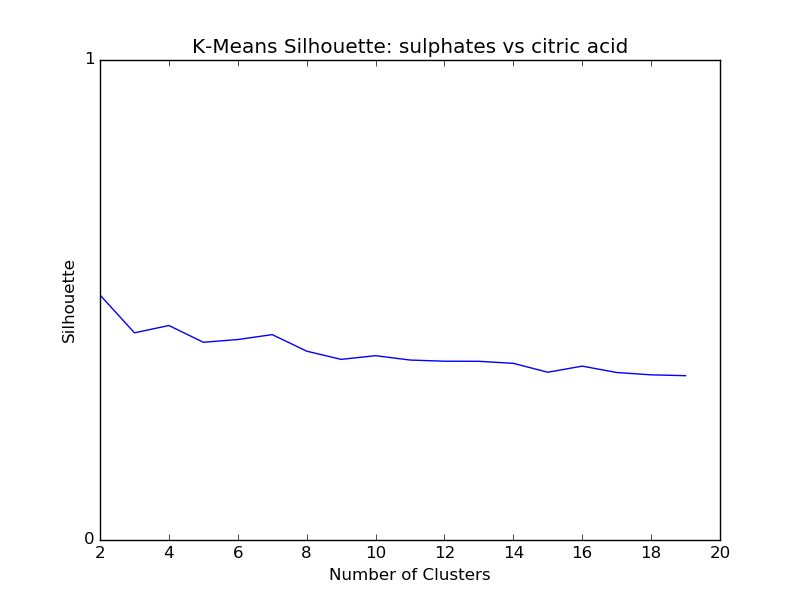 K-Means Silhouette: sulphates vs citric acid
1
Silhouette
0
2 4 6 8 10 12 14 16 18 20
Number of Clusters